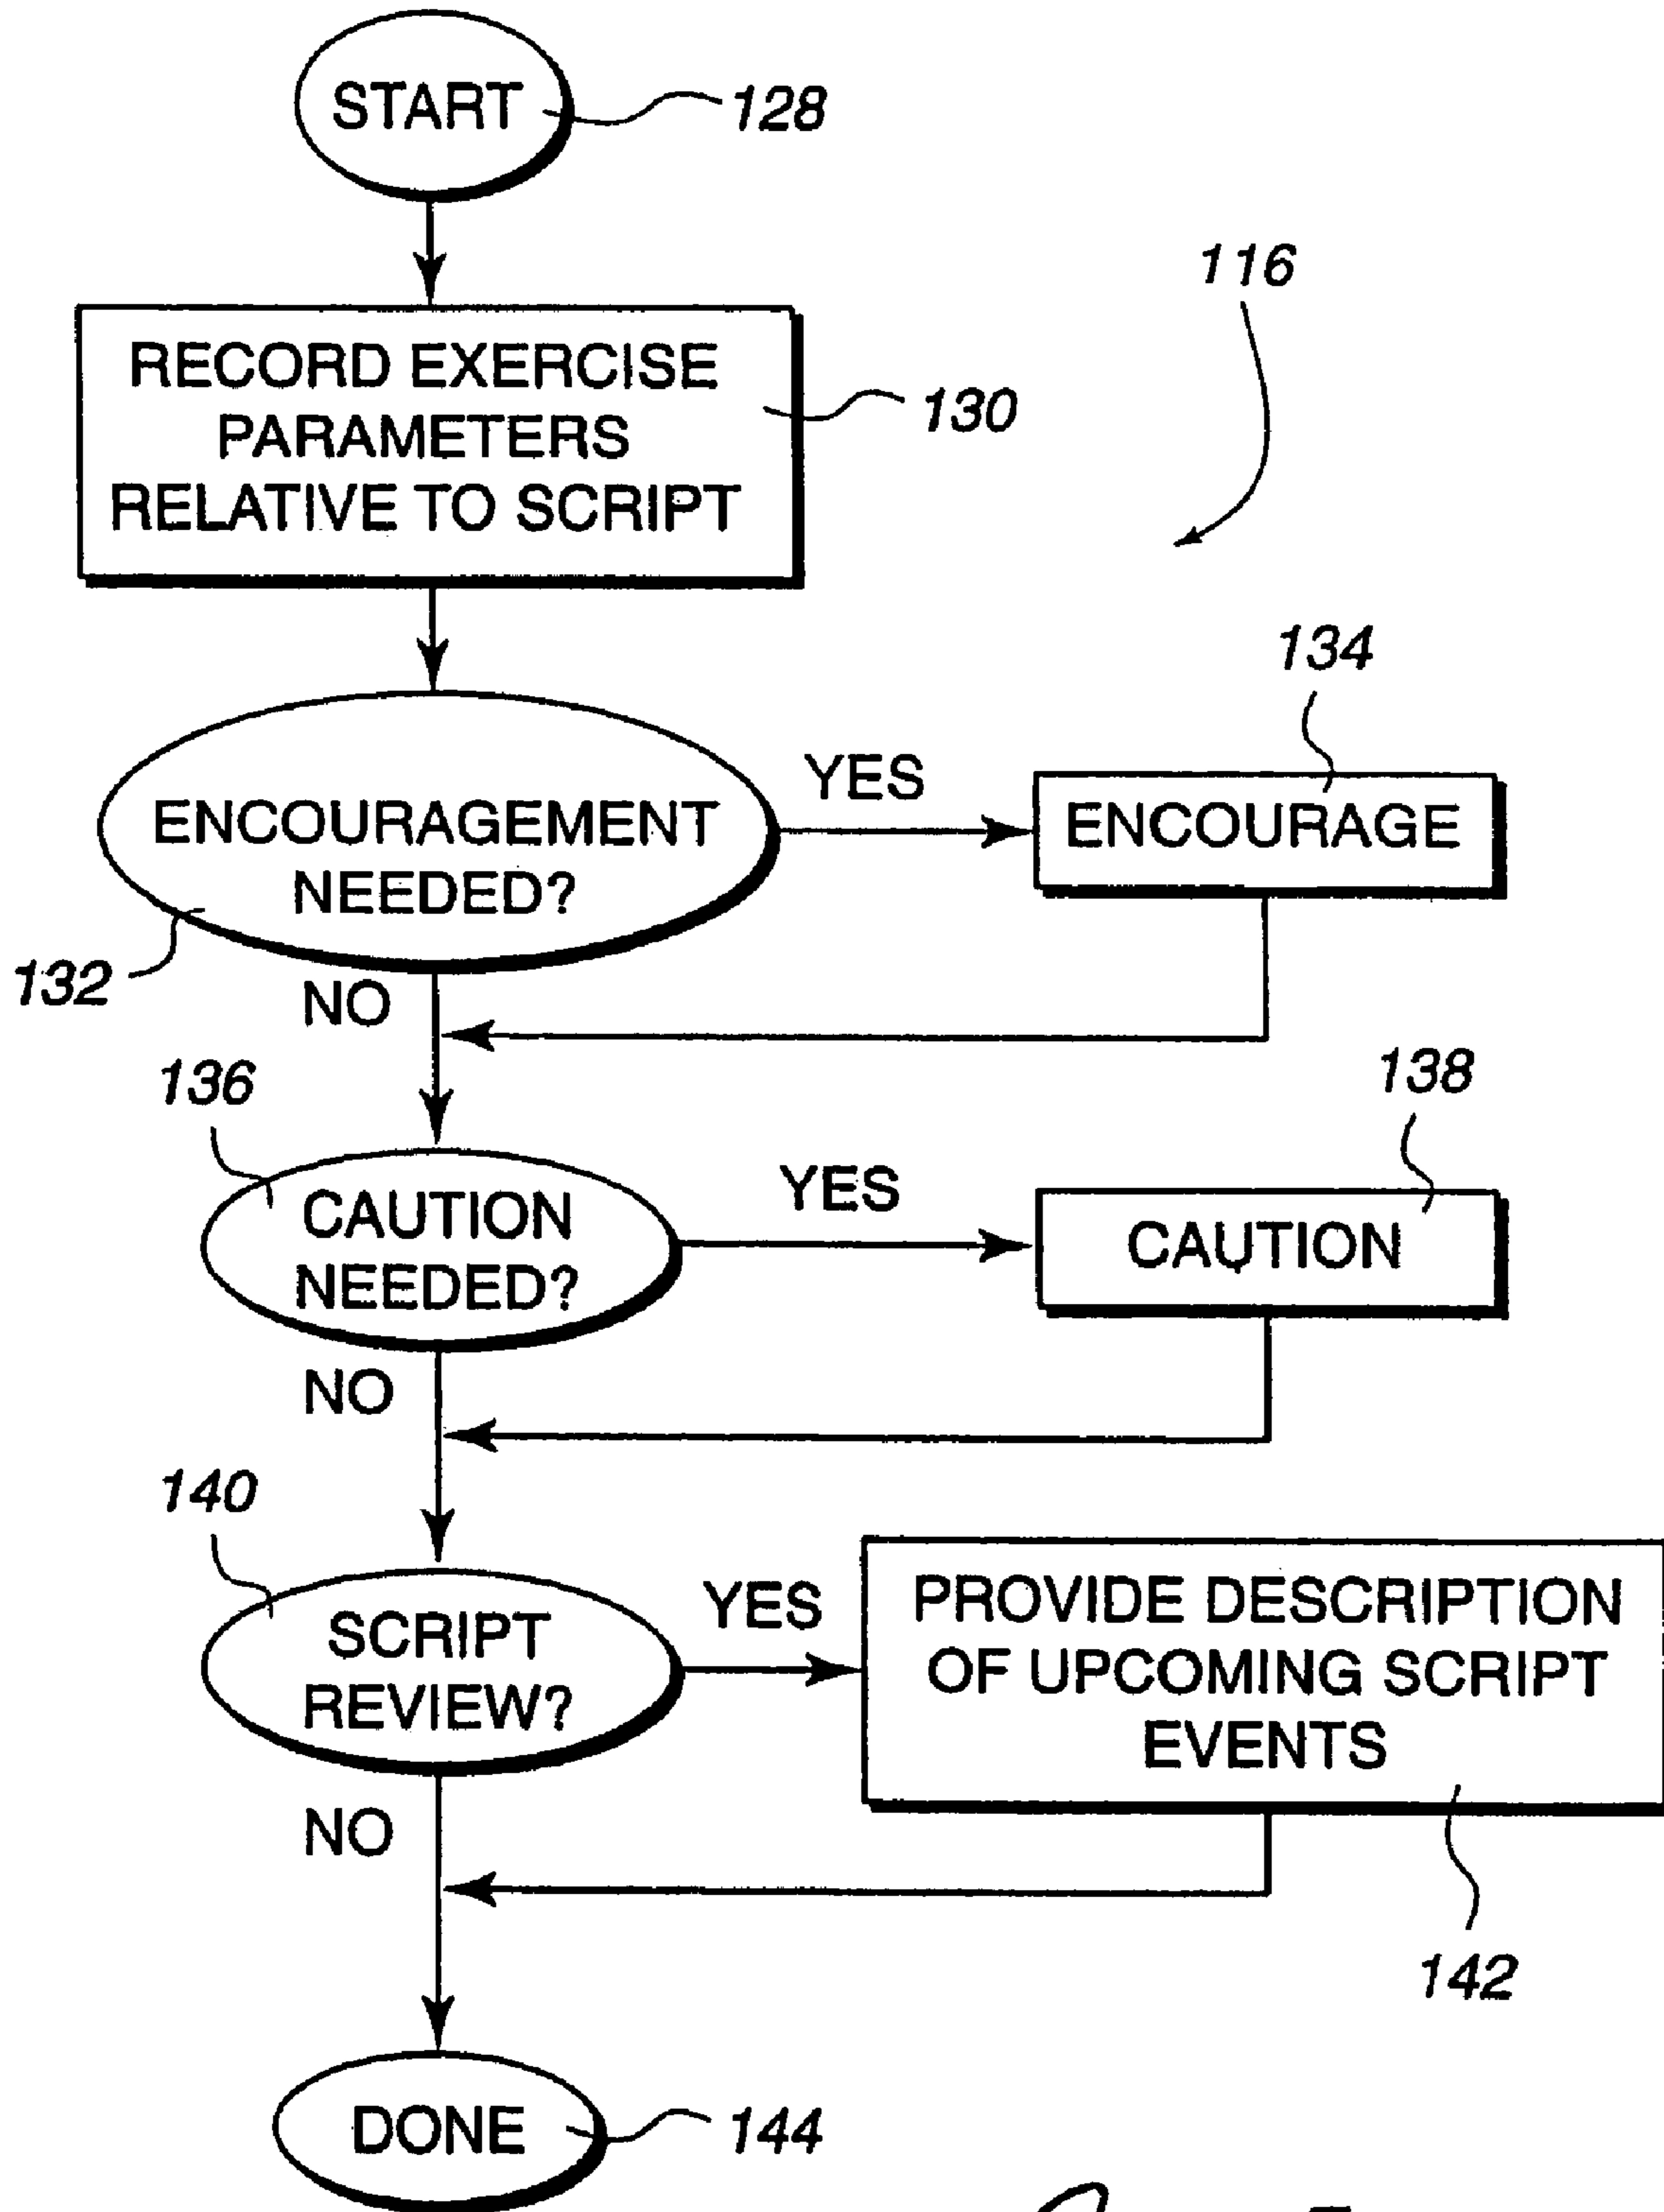 START
128
116
RECORD EXERCISE
PARAMETERS
RELATIVE TO SCRIPT
130
134
ENCOURAGEMENT
NEEDED?
YES
ENCOURAGE
132
NO
136
138
CAUTION
NEEDED?
YES
CAUTION
NO
140
SCRIPT
REVIEW?
YES
PROVIDE DESCRIPTION
OF UPCOMING SCRIPT
EVENTS
NO
142
DONE
144